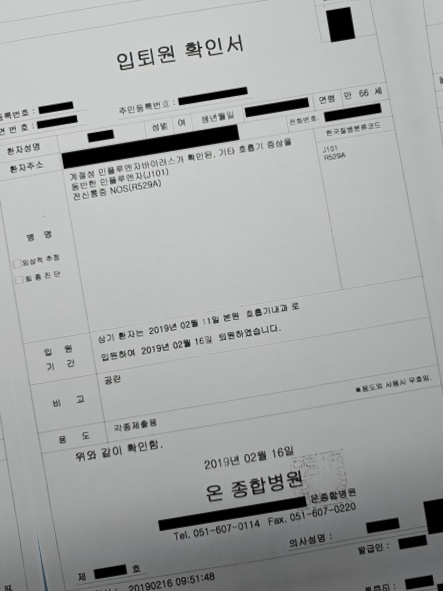 입퇴원 확인서
등록번호 : 주민등록번호 :
연 번 호 :
환자성명 성별 여 생년월일 연령 만 66 세
환자주소 전화번호: 한국질병분류코드
계절성 인플루엔자바이러스가 확인된, 기타 호흡기 증상을
동반한 인플루엔자(J101)
전신통증 NOS(R529A)
J101
R529A
병 명
임상적 추정
최 종 진 단
입 원
기 간
상기 환자는 2019년 02월 11일 본원 호흡기내과 로
입원하여 2019년 02월 16일 퇴원하였습니다.
비 고
공란
※용도외 사용시 무효임.
용 도 각종제출용
위와 같이 확인함.
2019년 02월 16일
온 종합병원
온종합병원
Tel. 051-607-0114 Fax. 051-607-0220
의사성명 :
제 호
발급인 :
20190216 09:51:48